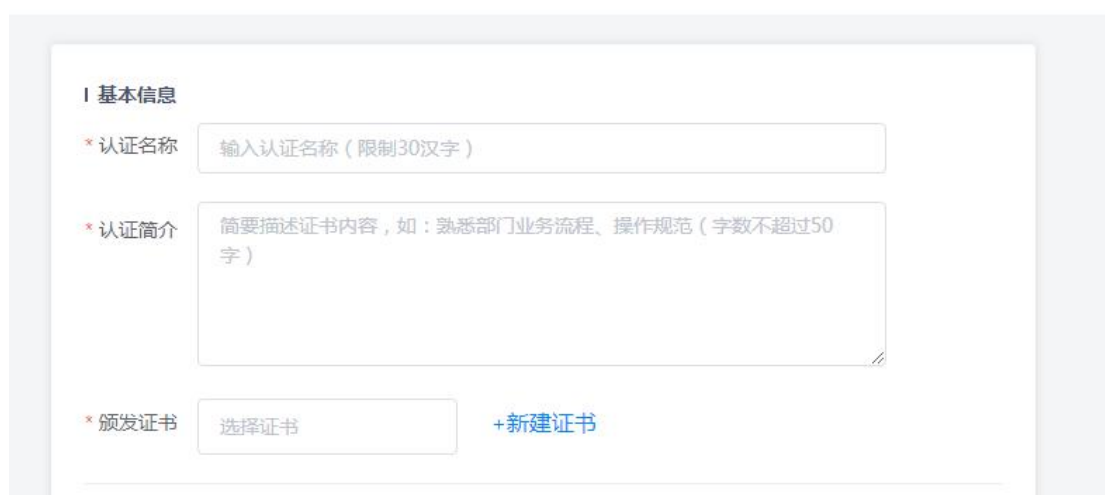 基本信息
* 认证名称 输入认证名称（限制30汉字）
* 认证简介 简要描述证书内容，如：熟悉部门业务流程、操作规范（字数不超过50
字）
* 颁发证书 选择证书 +新建证书